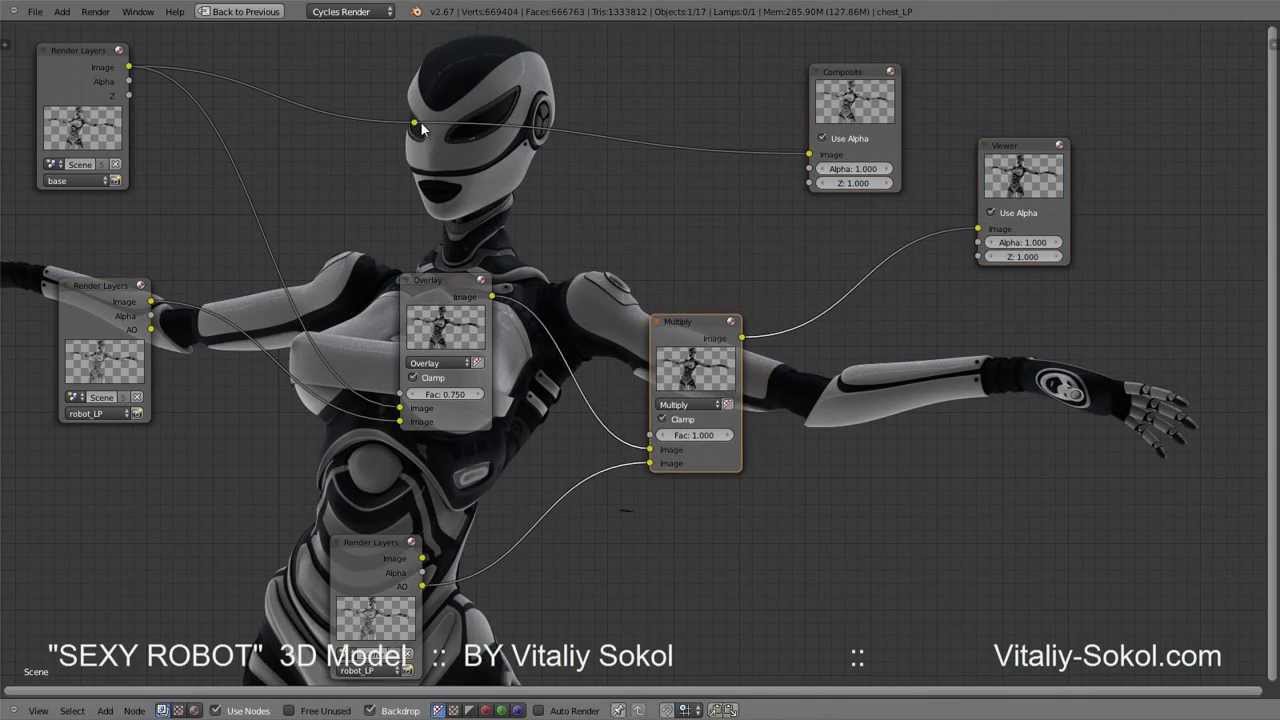 File Add Render Window Help Back to Previous Cycles Render v2.67 | Verts:669404 | Faces:666763 | Tris:1333812 | Objects:1/17 | Lamps:0/1 | Mem:285.90M (127.86M) | chest_LP
Render Layers
Image
Alpha
Z
Scene 5
base
Composite
Use Alpha
Image
Alpha: 1.000
Z: 1.000
Viewer
Use Alpha
Image
Alpha: 1.000
Z: 1.000
Render Layers
Image
Alpha
AO
Scene 5
robot_LP
Overlay
Image
Overlay
Clamp
Fac: 0.750
Image
Image
Multiply
Image
Multiply
Clamp
Fac: 1.000
Image
Image
Render Layers
Image
Alpha
AO
robot_LP
"SEXY ROBOT" 3D Model :: BY Vitaliy Sokol :: Vitaliy-Sokol.com
Scene
View Select Add Node Use Nodes Free Unused Backdrop Auto Render